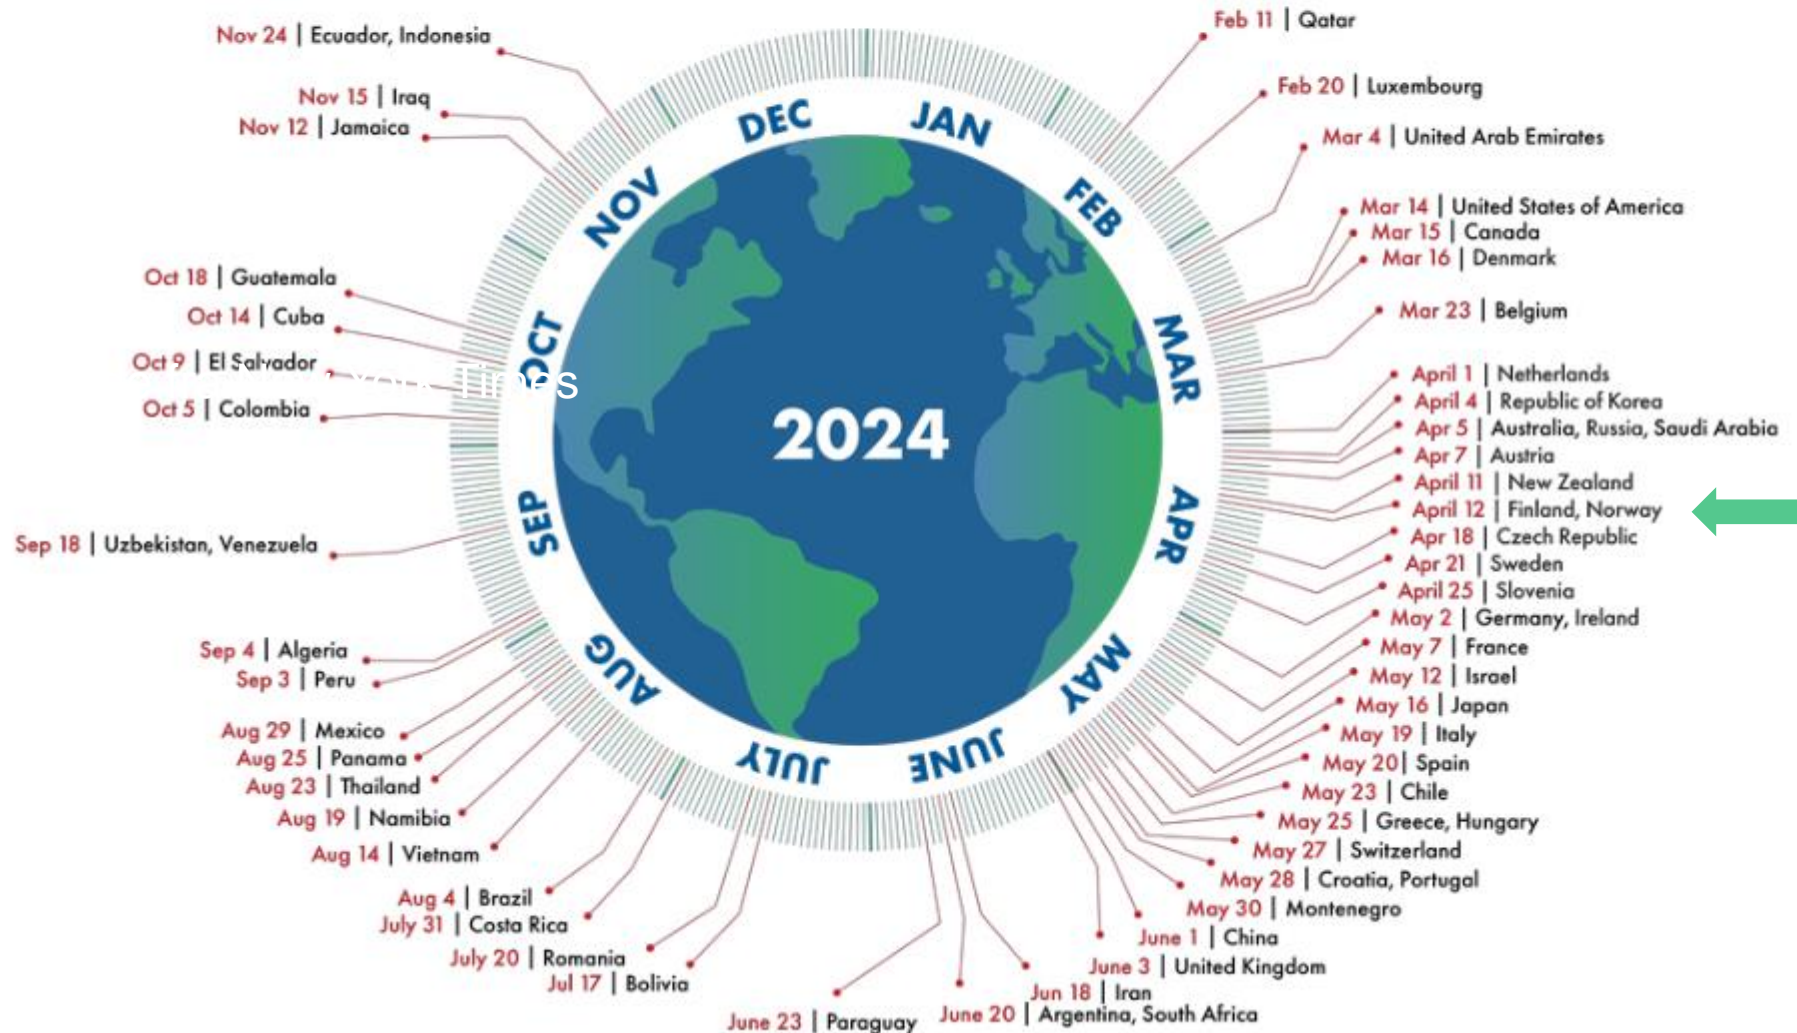 Feb 11 | Qatar
Feb 20 | Luxembourg
Mar 4 | United Arab Emirates
Mar 14 | United States of America
Mar 15 | Canada
Mar 16 | Denmark
Mar 23 | Belgium
April 1 | Netherlands
April 4 | Republic of Korea
Apr 5 | Australia, Russia, Saudi Arabia
Apr 7 | Austria
April 11 | New Zealand
April 12 | Finland, Norway
Apr 18 | Czech Republic
Apr 21 | Sweden
April 25 | Slovenia
May 2 | Germany, Ireland
May 7 | France
May 12 | Israel
May 16 | Japan
May 19 | Italy
May 20 | Spain
May 23 | Chile
May 25 | Greece, Hungary
May 27 | Switzerland
May 28 | Croatia, Portugal
May 30 | Montenegro
June 1 | China
June 3 | United Kingdom
Jun 18 | Iran
June 20 | Argentina, South Africa
June 23 | Paraguay
Jul 17 | Bolivia
July 20 | Romania
July 31 | Costa Rica
Aug 4 | Brazil
Aug 14 | Vietnam
Aug 19 | Namibia
Aug 23 | Thailand
Aug 25 | Panama
Aug 29 | Mexico
Sep 3 | Peru
Sep 4 | Algeria
Sep 18 | Uzbekistan, Venezuela
Oct 5 | Colombia
Oct 9 | El Salvador
Oct 14 | Cuba
Oct 18 | Guatemala
Nov 12 | Jamaica
Nov 15 | Iraq
Nov 24 | Ecuador, Indonesia
JAN
FEB
MAR
APR
MAY
JUNE
JULY
AUG
SEP
OCT
NOV
DEC
2024
Times